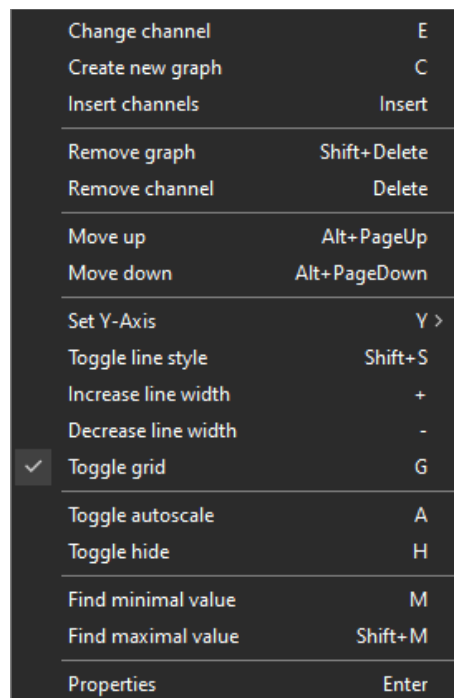 Change channel E
Create new graph C
Insert channels Insert
Remove graph Shift+Delete
Remove channel Delete
Move up Alt+PageUp
Move down Alt+PageDown
Set Y-Axis Y >
Toggle line style Shift+S
Increase line width +
Decrease line width -
Toggle grid G
Toggle autoscale A
Toggle hide H
Find minimal value M
Find maximal value Shift+M
Properties Enter